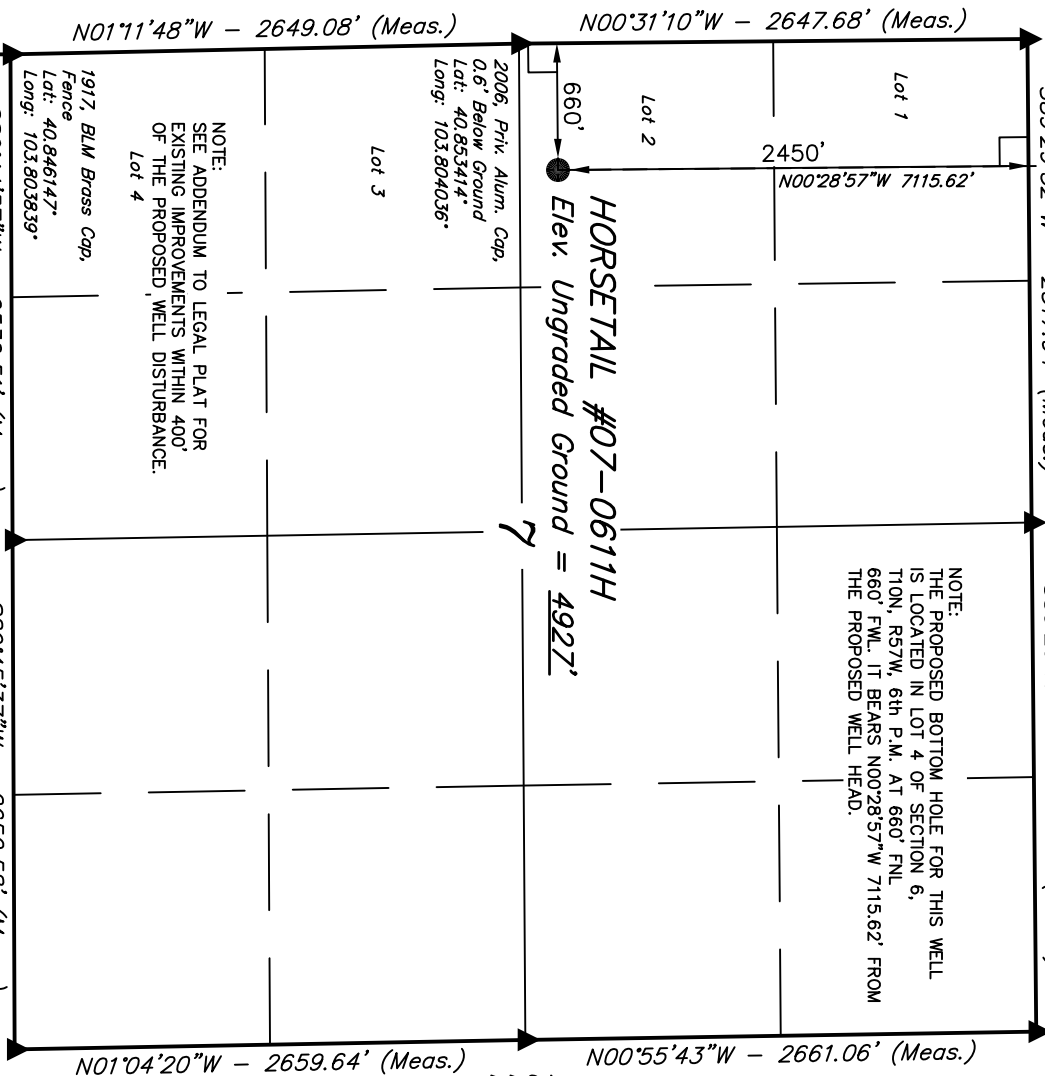 N01°11'48"W - 2649.08' (Meas.)
N00°31'10"W - 2647.68' (Meas.)
Lot 1
Lot 2
660'
2450'
N00°28'57"W 7115.62'
2006, Priv. Alum. Cap,
0.6' Below Ground
Lat: 40.853414°
Long: 103.804036°
Lot 3
1917, BLM Brass Cap,
Fence
Lat: 40.846147°
Long: 103.803839°
NOTE:
SEE ADDENDUM TO LEGAL PLAT FOR
EXISTING IMPROVEMENTS WITHIN 400'
OF THE PROPOSED WELL DISTURBANCE.
Lot 4
HORSETAIL #07-0611H
Elev. Ungraded Ground = 4927'
7
NOTE:
THE PROPOSED BOTTOM HOLE FOR THIS WELL
IS LOCATED IN LOT 4 OF SECTION 6,
T10N, R57W, 6th P.M. AT 660' FNL
660' FWL. IT BEARS N00°28'57"W 7115.62' FROM
THE PROPOSED WELL HEAD.
N01°04'20"W - 2659.64' (Meas.)
N00°55'43"W - 2661.06' (Meas.)